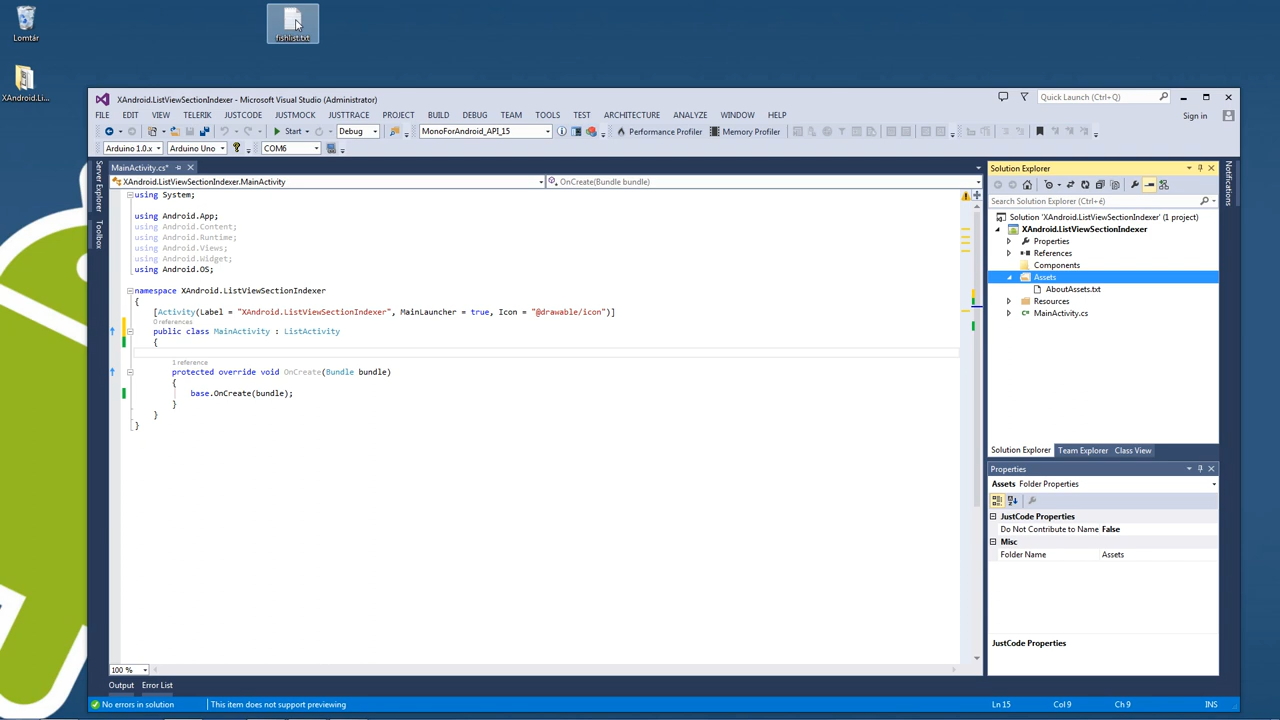 Lomtár
fishlist.txt
XAndroid.Li...
XAndroid.ListViewSectionIndexer - Microsoft Visual Studio (Administrator)
Quick Launch (Ctrl+Q)
FILE EDIT VIEW TELERIK JUSTCODE JUSTMOCK JUSTTRACE PROJECT BUILD DEBUG TEAM TOOLS TEST ARCHITECTURE ANALYZE WINDOW HELP
Sign in
Start Debug MonoForAndroid_API_15 Performance Profiler Memory Profiler
Arduino 1.0.x Arduino Uno COM6
Server Explorer
Toolbox
Notifications
MainActivity.cs*
XAndroid.ListViewSectionIndexer.MainActivity OnCreate(Bundle bundle)
using System;
using Android.App;
using Android.Content;
using Android.Runtime;
using Android.Views;
using Android.Widget;
using Android.OS;
namespace XAndroid.ListViewSectionIndexer
{
[Activity(Label = "XAndroid.ListViewSectionIndexer", MainLauncher = true, Icon = "@drawable/icon")]
0 references
public class MainActivity : ListActivity
{
1 reference
protected override void OnCreate(Bundle bundle)
{
base.OnCreate(bundle);
}
}
}
100 %
Output Error List
Solution Explorer
Search Solution Explorer (Ctrl+é)
Solution 'XAndroid.ListViewSectionIndexer' (1 project)
XAndroid.ListViewSectionIndexer
Properties
References
Components
Assets
AboutAssets.txt
Resources
MainActivity.cs
Solution Explorer Team Explorer Class View
Properties
Assets Folder Properties
JustCode Properties
Do Not Contribute to Name False
Misc
Folder Name Assets
JustCode Properties
No errors in solution This item does not support previewing Ln 15 Col 9 Ch 9 INS